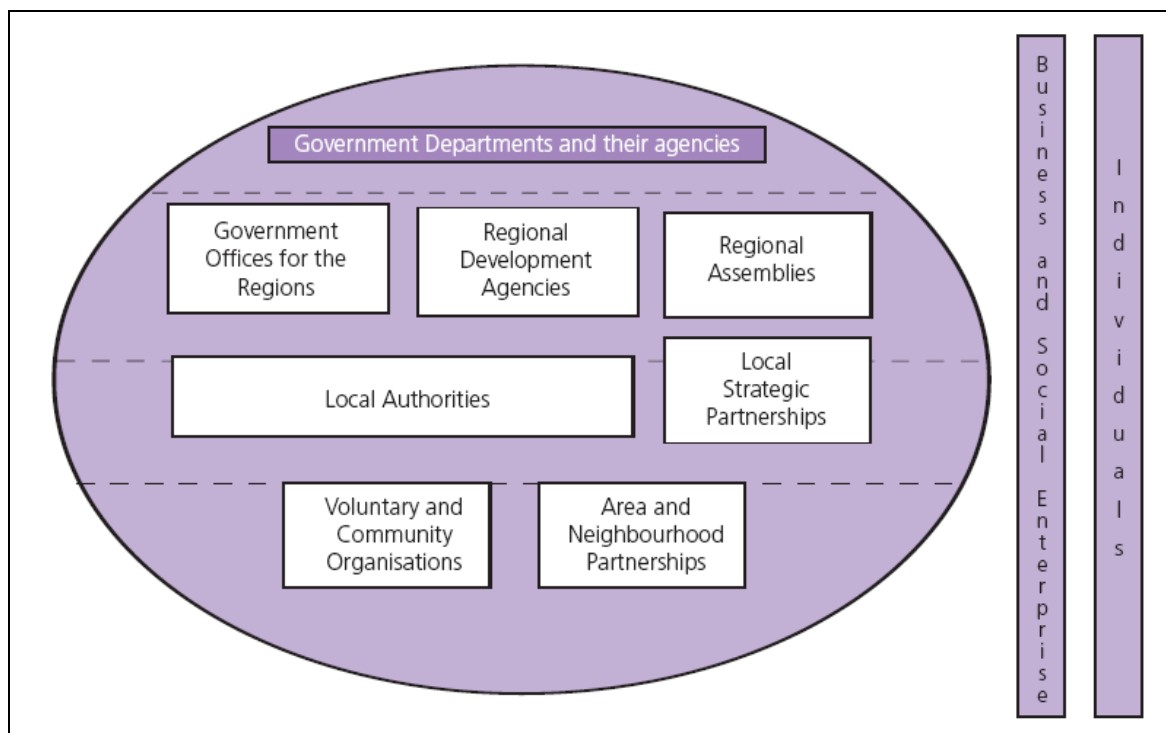 Government Departments and their agencies
Government
Offices for the
Regions
Regional
Development
Agencies
Regional
Assemblies
Local Authorities
Local
Strategic
Partnerships
Voluntary and
Community
Organisations
Area and
Neighbourhood
Partnerships
Business and Social Enterprise
Individuals